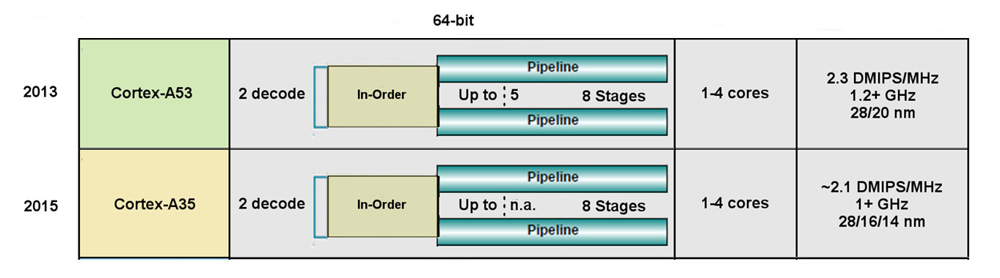 64-bit
2013
Cortex-A53
2 decode
In-Order
Pipeline
Up to 5 8 Stages
Pipeline
1-4 cores
2.3 DMIPS/MHz
1.2+ GHz
28/20 nm
2015
Cortex-A35
2 decode
In-Order
Pipeline
Up to n.a. 8 Stages
Pipeline
1-4 cores
~2.1 DMIPS/MHz
1+ GHz
28/16/14 nm